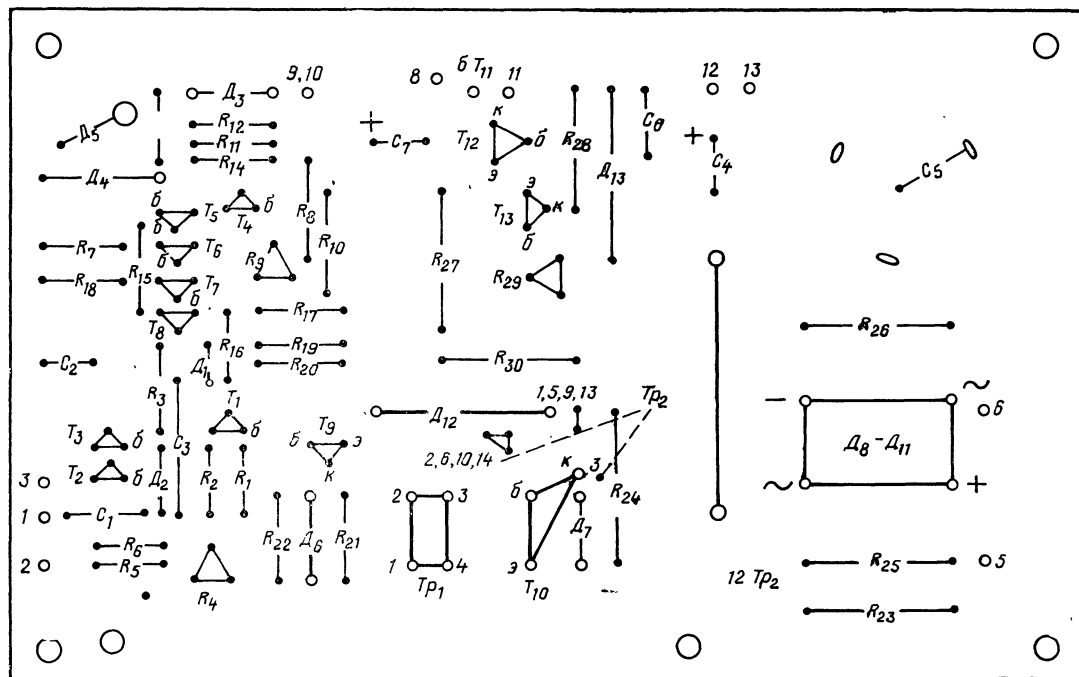 9,10
8
б T11
11
12
13
Д5
Д3
R12
R11
R14
+
C7
T12
к
б
э
R28
C8
Д13
+
C4
C5
Д4
б
б
T5
T4
б
R8
R10
R27
э
T13
к
б
R7
R15
б
T6
R9
R29
R18
T7
б
T8
R17
R26
C2
R3
Д1
R16
R19
R20
R30
1,5,9,13
Тр2
Д12
−
~
6
Д8-Д11
T1
б
T3
б
C3
T9
б
э
к
2,6,10,14
к
3
R24
T2
б
Д2
R2
R1
3
1
C1
2
3
б
Д7
~
+
R6
R5
2
R22
Д6
R21
1
4
Тр1
э
T10
R4
12 Тр2
R25
5
R23